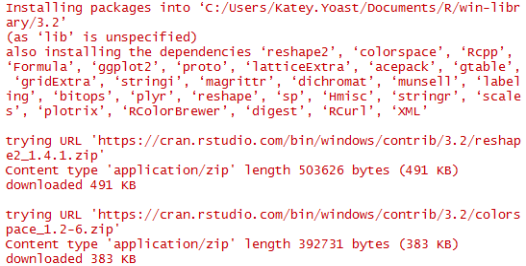 Installing packages into ‘C:/Users/Katey.Yoast/Documents/R/win-libr
ary/3.2’
(as ‘lib’ is unspecified)
also installing the dependencies ‘reshape2’, ‘colorspace’, ‘Rcpp’,
‘Formula’, ‘ggplot2’, ‘proto’, ‘latticeExtra’, ‘acepack’, ‘gtable’,
 ‘gridExtra’, ‘stringi’, ‘magrittr’, ‘dichromat’, ‘munsell’, ‘label
ing’, ‘bitops’, ‘plyr’, ‘reshape’, ‘sp’, ‘Hmisc’, ‘stringr’, ‘scale
s’, ‘plotrix’, ‘RColorBrewer’, ‘digest’, ‘RCurl’, ‘XML’
trying URL 'https://cran.rstudio.com/bin/windows/contrib/3.2/reshap
e2_1.4.1.zip'
Content type 'application/zip' length 503626 bytes (491 KB)
downloaded 491 KB
trying URL 'https://cran.rstudio.com/bin/windows/contrib/3.2/colors
pace_1.2-6.zip'
Content type 'application/zip' length 392731 bytes (383 KB)
downloaded 383 KB